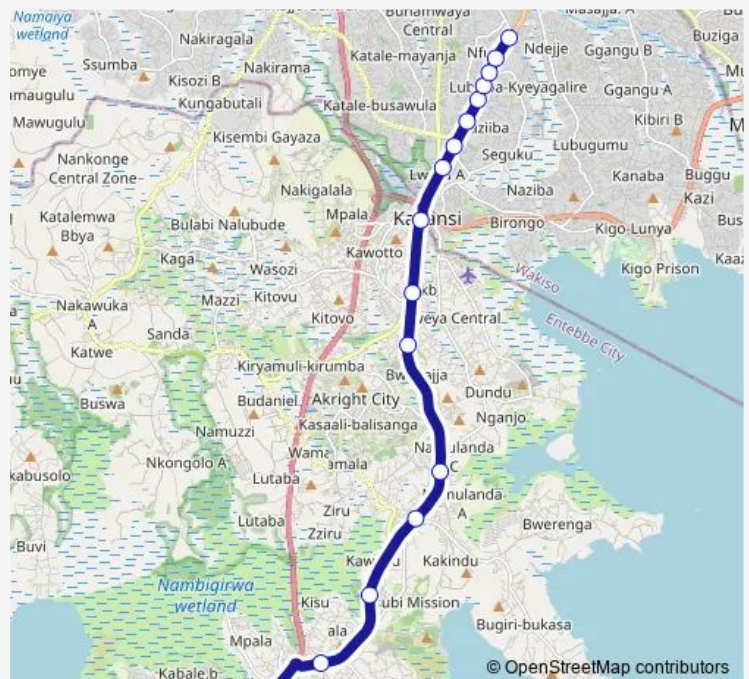 Namaiya
wetland
Bunamwaya
Central
Masajja A
Buziga
Nakiragala
Ssumba
Katale-mayanja
Ndejje
Ggangu B
Nakirama
Kisozi B
Kungabutali
Katale-busawula
Kyeyagalire
Ggangu A
Mawugulu
Kisembi Gayaza
Kibiri B
Seguku
Lubugumu
Nankonge
Central Zone
Nakigalala
Naziba
Kanaba
Buggu
Kazi
Katalemwa
Bbya
Bulabi Nalubude
Mpala
Birongo
Kigo-Lunya
Kaga
Wasozi
Kawotto
Kigo Prison
Wakiso
Entebbe City
Mazzi
Kitovu
Nakawuka
A
Kitovo
Central
Sanda
Katwe
Kiryamuli-kirumba
Buswa
Budaniel
Akright City
Dundu
Kasaali-balisanga
Nganjo
Namuzzi
Nkongolo A
Lutaba
Ziru
Lutaba
Zziru
Bwerenga
Buvi
Kakindu
Nambigirwa
wetland
Kisu
Mission
Bugiri-bukasa
Mpala
Kabale.b
© OpenStreetMap contributors